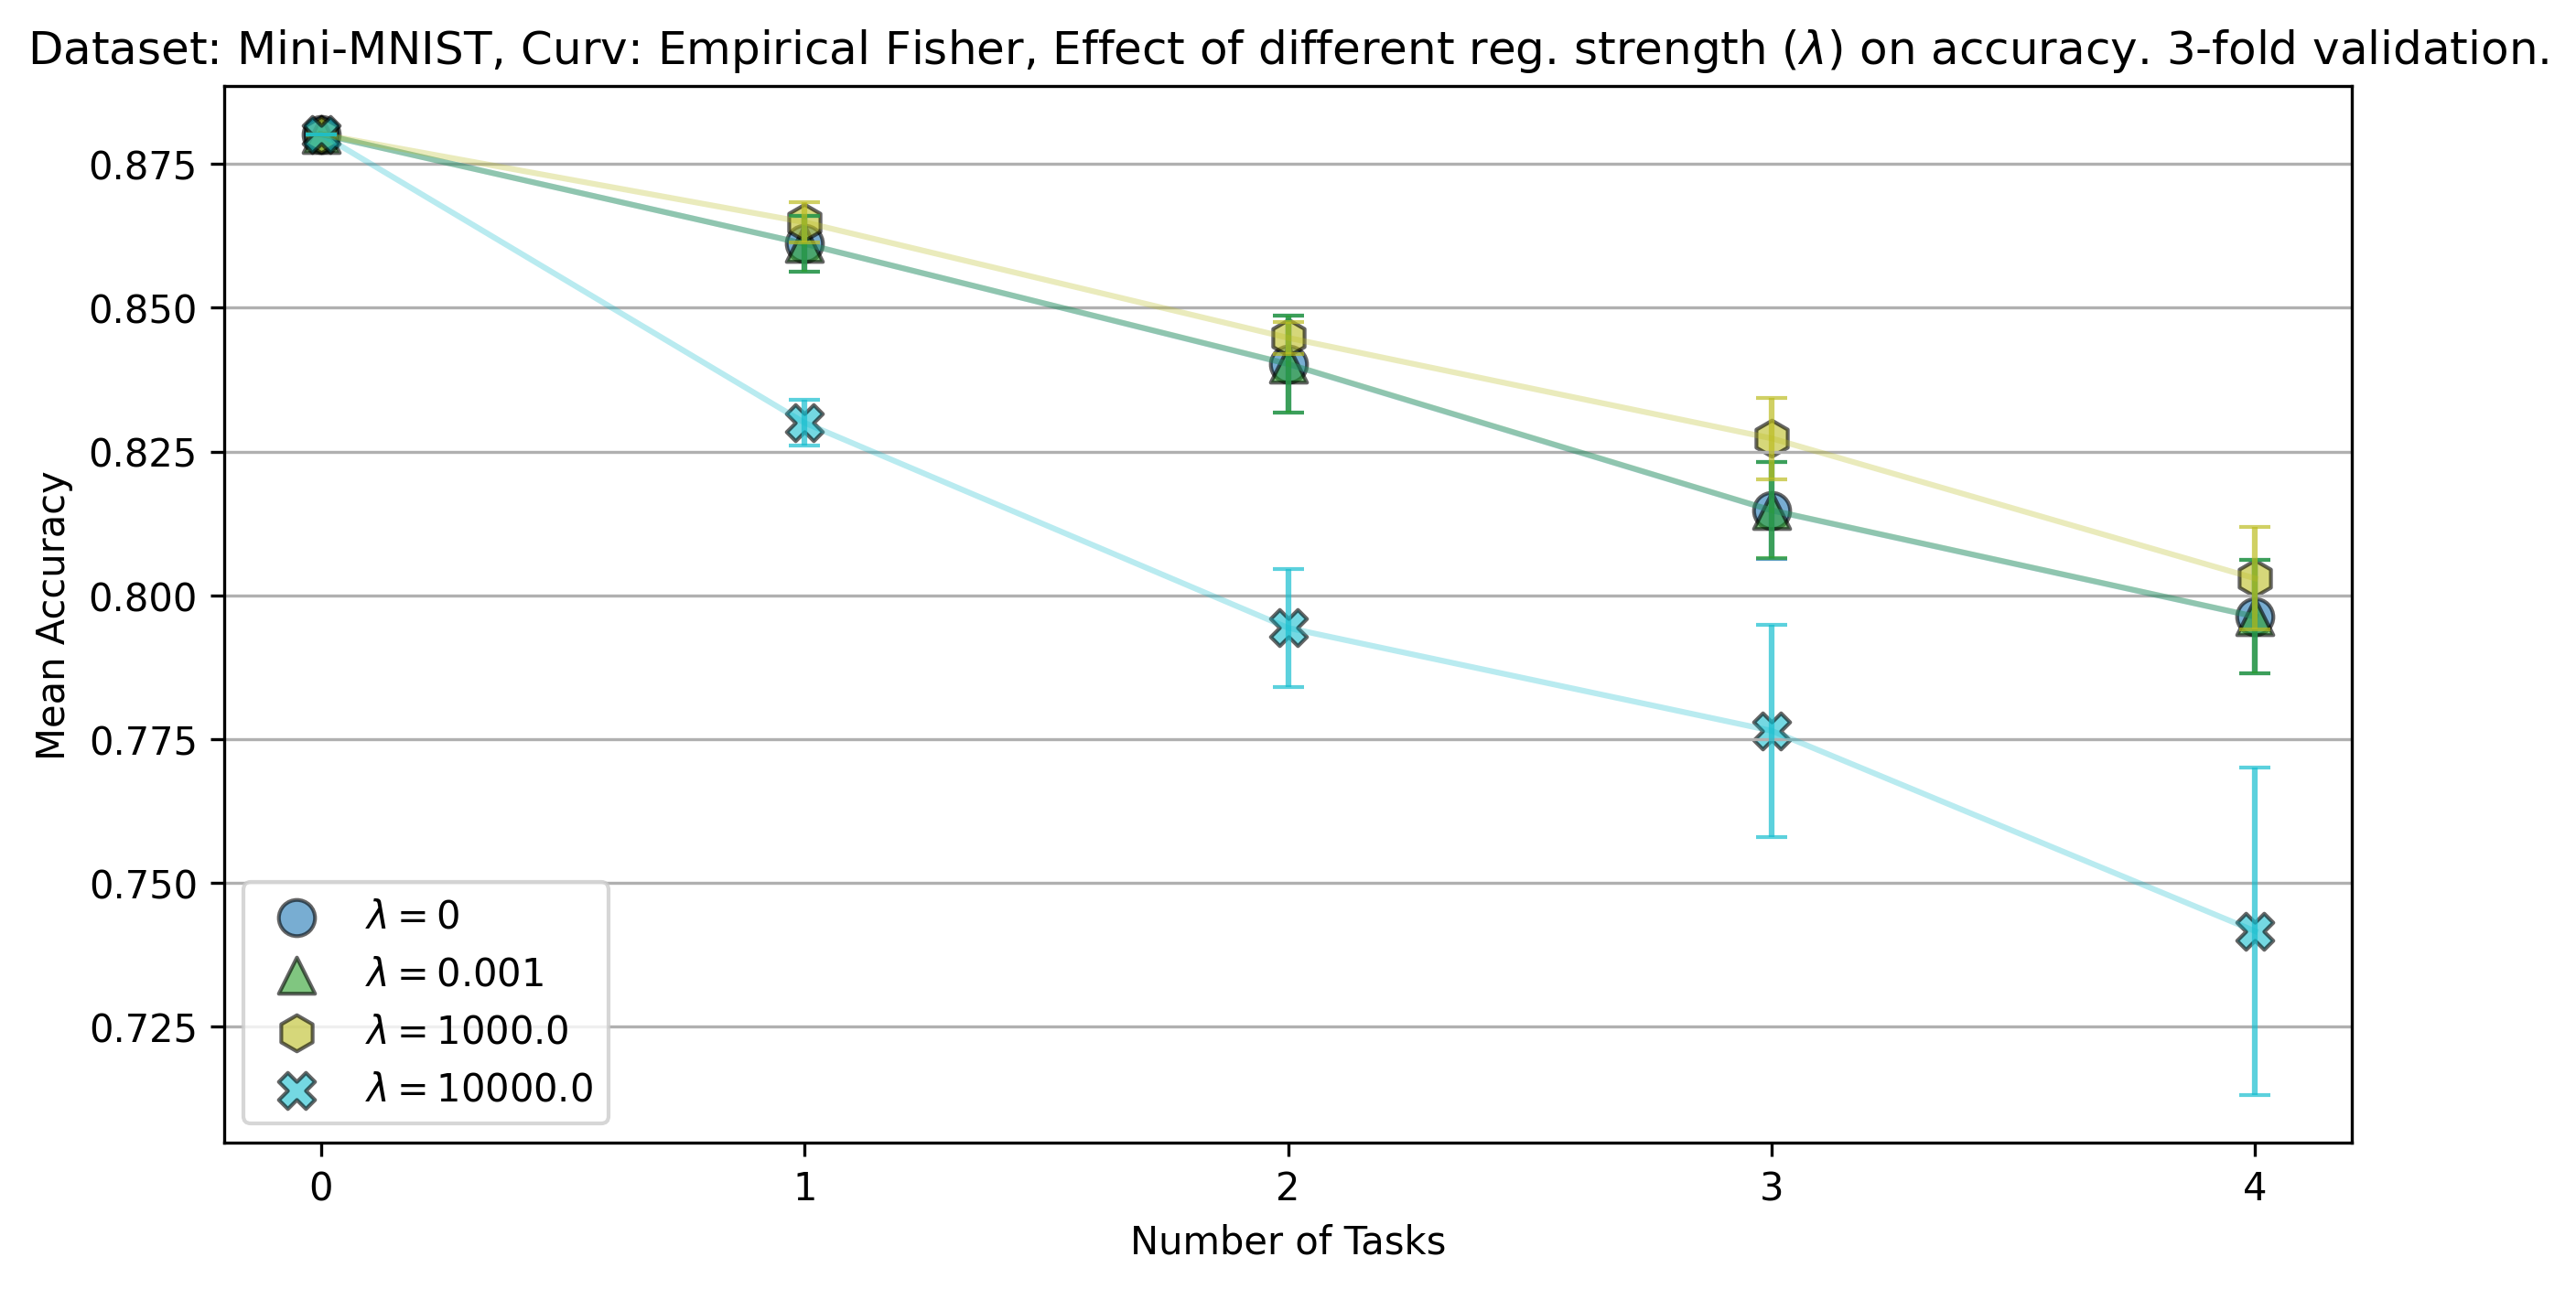 Dataset: Mini-MNIST, Curv: Empirical Fisher, Effect of different reg. strength (λ) on accuracy. 3-fold validation.
Mean Accuracy
0.875
0.850
0.825
0.800
0.775
0.750
0.725
λ = 0
λ = 0.001
λ = 1000.0
λ = 10000.0
0 1 2 3 4
Number of Tasks